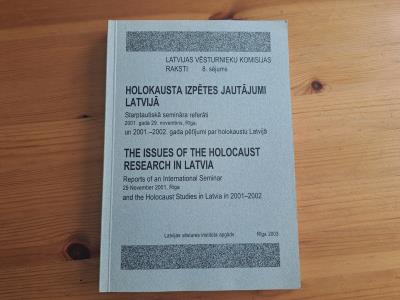 LATVIJAS VĒSTURNIEKU KOMISIJAS
RAKSTI 8. sējums
HOLOKAUSTA IZPĒTES JAUTĀJUMI
LATVIJĀ
Starptautiskā semināra referāti
2001. gada 29. novembris, Rīga,
un 2001.–2002. gada pētījumi par holokaustu Latvijā
THE ISSUES OF THE HOLOCAUST
RESEARCH IN LATVIA
Reports of an International Seminar
29 November 2001, Riga
and the Holocaust Studies in Latvia in 2001–2002
Latvijas vēstures institūta apgāds Rīga 2003